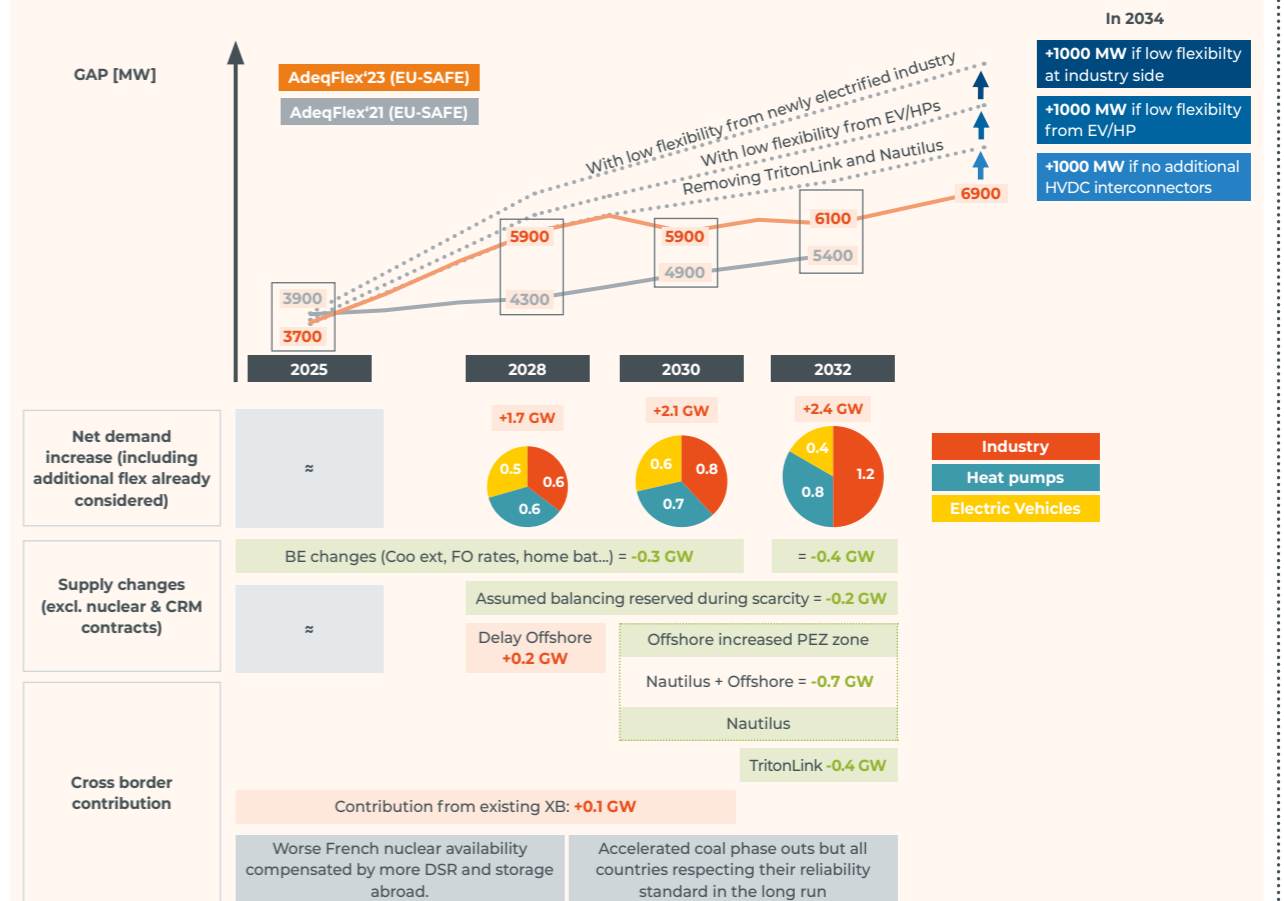 In 2034
GAP [MW]
AdeqFlex‘23 (EU-SAFE)
AdeqFlex‘21 (EU-SAFE)
+1000 MW if low flexibilty
at industry side
+1000 MW if low flexibilty
from EV/HP
+1000 MW if no additional
HVDC interconnectors
With low flexibility from newly electrified industry
With low flexibility from EV/HPs
Removing TritonLink and Nautilus
6900
5900
5900
6100
3900
4300
4900
5400
3700
2025
2028
2030
2032
Net demand
increase (including
additional flex already
considered)
≈
+1.7 GW
+2.1 GW
+2.4 GW
0.5
0.6
0.6
0.6
0.8
0.7
0.4
1.2
0.8
Industry
Heat pumps
Electric Vehicles
Supply changes
(excl. nuclear & CRM
contracts)
BE changes (Coo ext, FO rates, home bat...) = -0.3 GW
= -0.4 GW
≈
Assumed balancing reserved during scarcity = -0.2 GW
Delay Offshore
+0.2 GW
Offshore increased PEZ zone
Nautilus + Offshore = -0.7 GW
Nautilus
Cross border
contribution
TritonLink -0.4 GW
Contribution from existing XB: +0.1 GW
Worse French nuclear availability
compensated by more DSR and storage
abroad.
Accelerated coal phase outs but all
countries respecting their reliability
standard in the long run